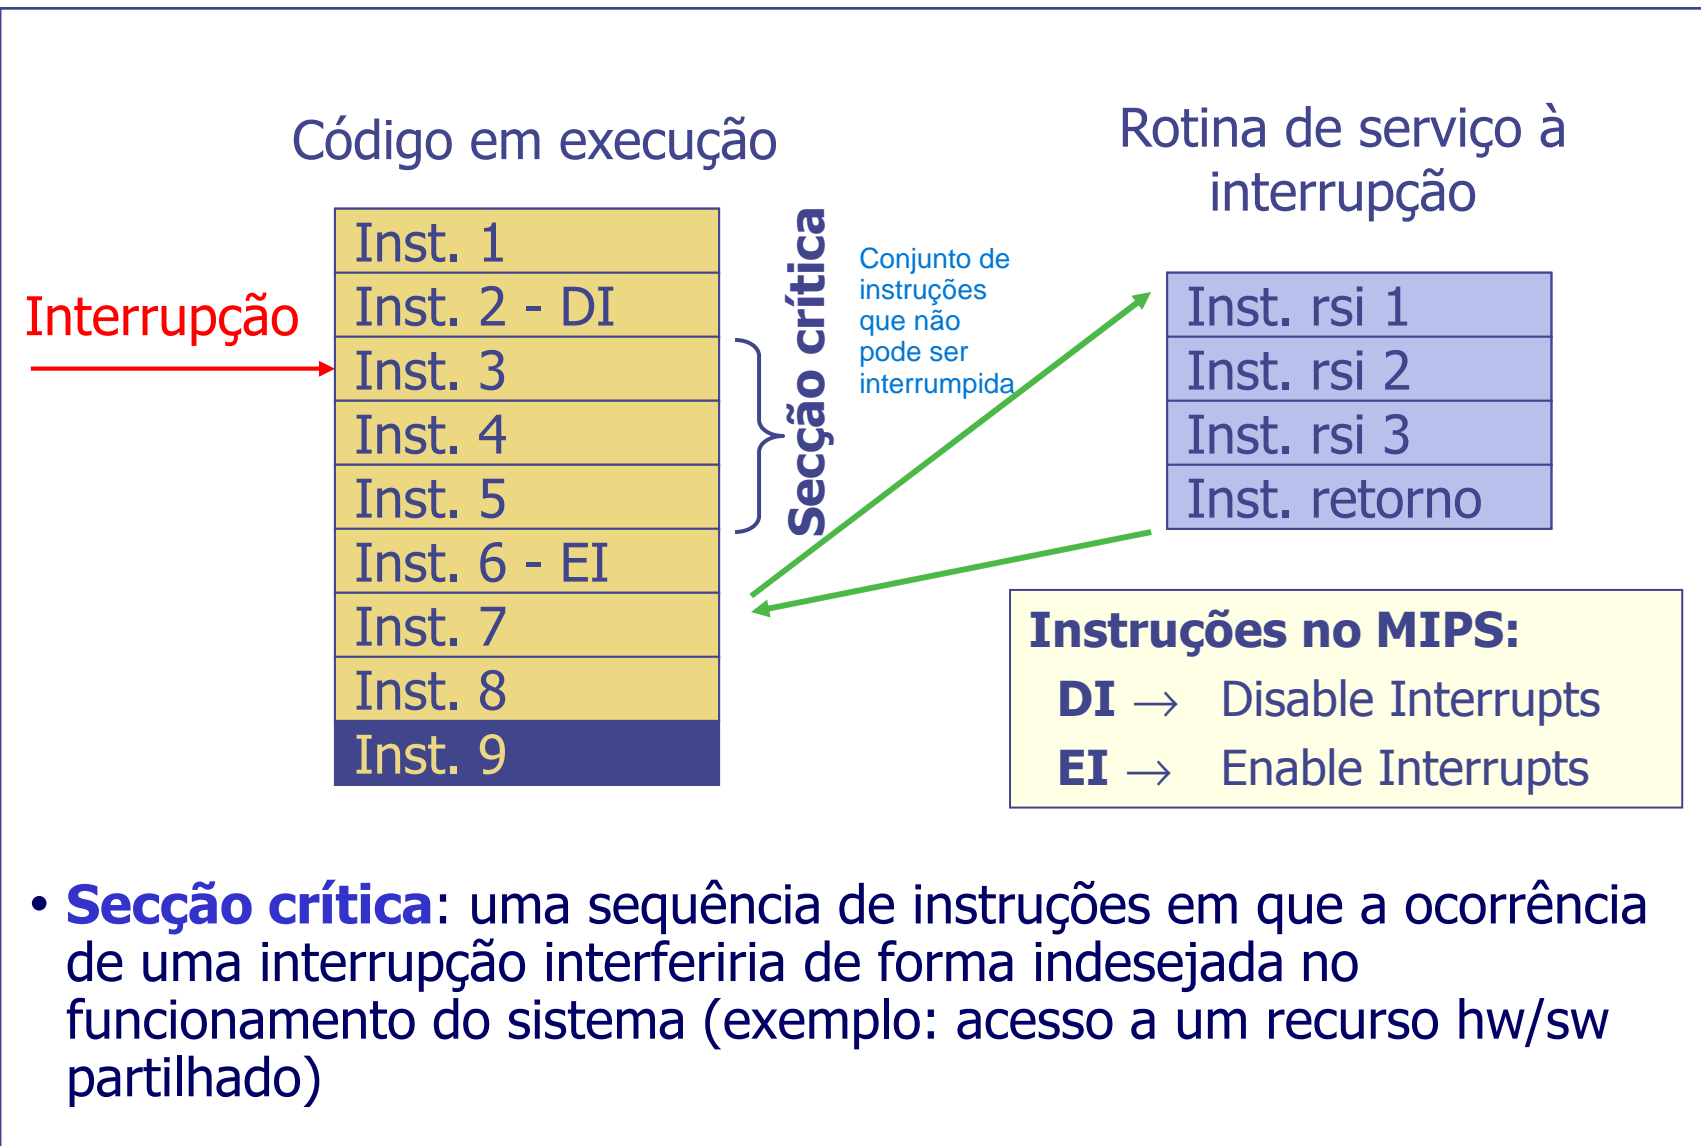 Código em execução
Rotina de serviço à
interrupção
Interrupção
Inst. 1
Inst. 2 - DI
Inst. 3
Inst. 4
Inst. 5
Inst. 6 - EI
Inst. 7
Inst. 8
Inst. 9
Secção crítica
Conjunto de
instruções
que não
pode ser
interrumpida
Inst. rsi 1
Inst. rsi 2
Inst. rsi 3
Inst. retorno
Instruções no MIPS:
DI → Disable Interrupts
EI → Enable Interrupts
• Secção crítica: uma sequência de instruções em que a ocorrência
de uma interrupção interferiria de forma indesejada no
funcionamento do sistema (exemplo: acesso a um recurso hw/sw
partilhado)